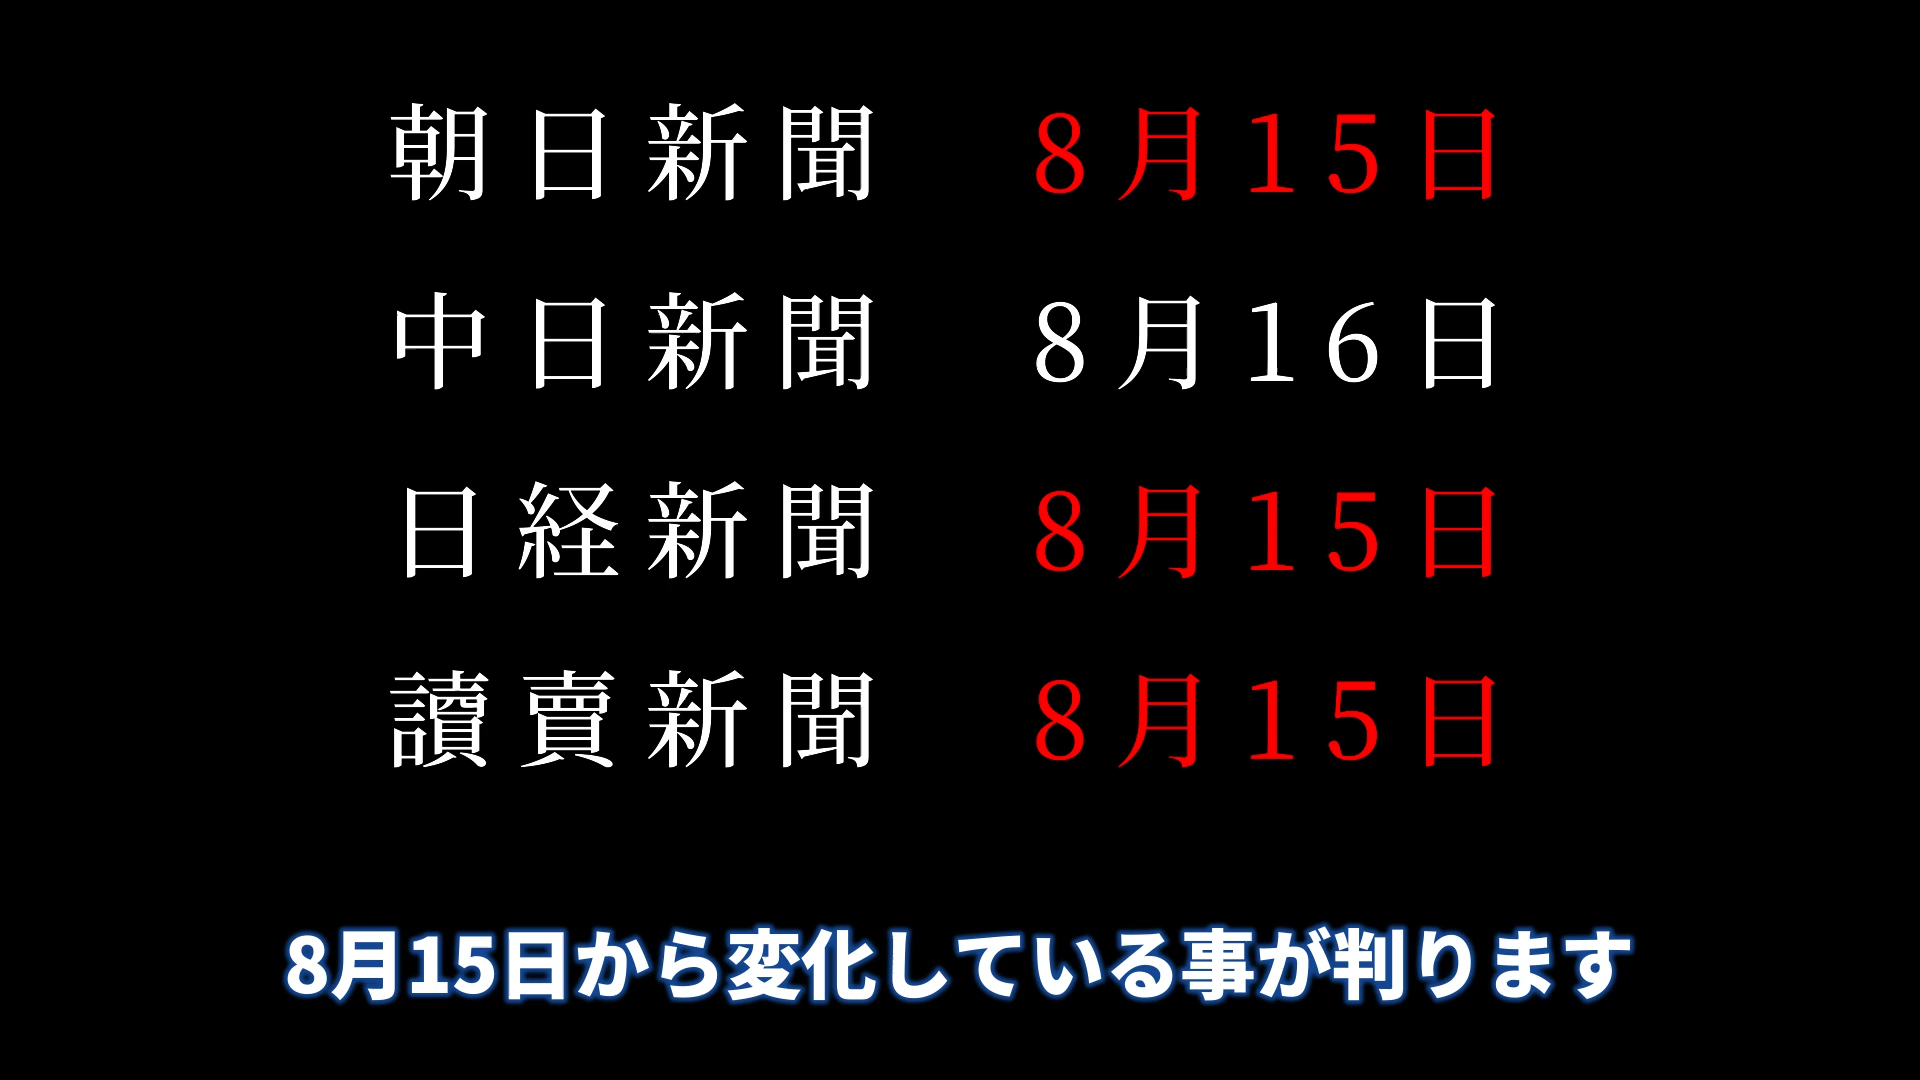 朝日新聞　8月15日
中日新聞　8月16日
日経新聞　8月15日
讀賣新聞　8月15日
8月15日から変化している事が判ります